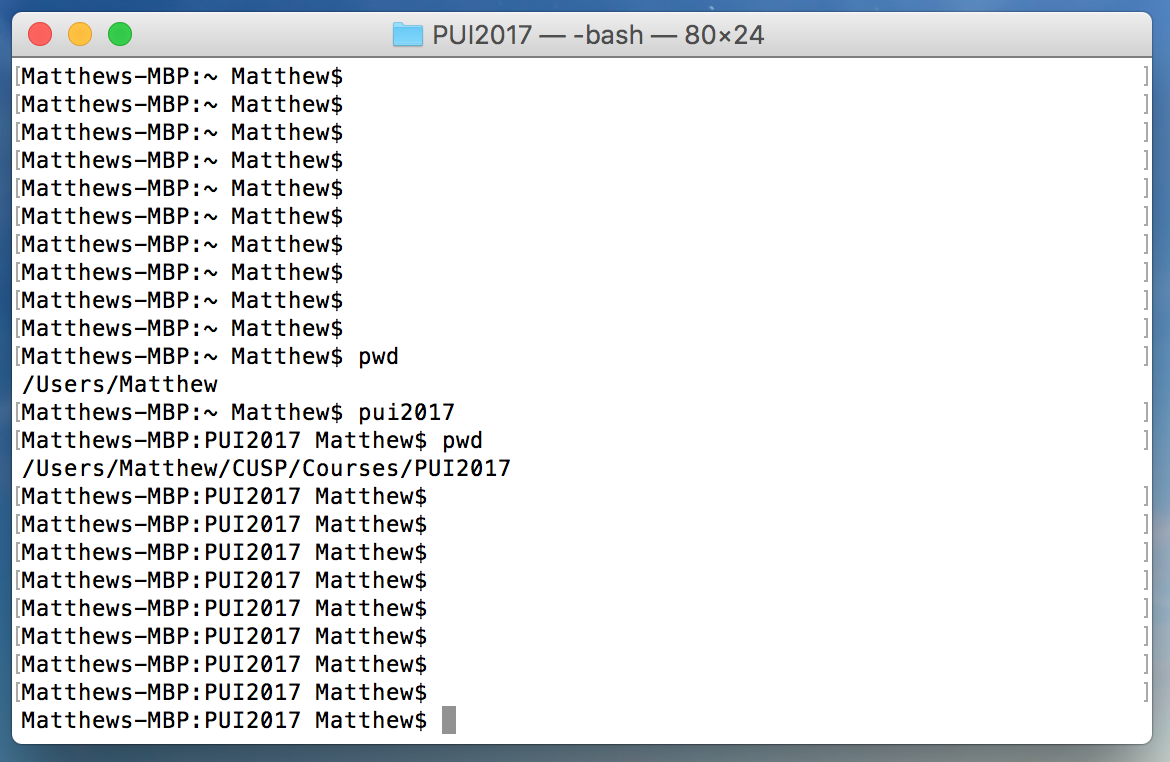 PUI2017 — -bash — 80×24
[Matthews-MBP:~ Matthew$ ]
[Matthews-MBP:~ Matthew$ ]
[Matthews-MBP:~ Matthew$ ]
[Matthews-MBP:~ Matthew$ ]
[Matthews-MBP:~ Matthew$ ]
[Matthews-MBP:~ Matthew$ ]
[Matthews-MBP:~ Matthew$ ]
[Matthews-MBP:~ Matthew$ ]
[Matthews-MBP:~ Matthew$ ]
[Matthews-MBP:~ Matthew$ ]
[Matthews-MBP:~ Matthew$ pwd ]
/Users/Matthew
[Matthews-MBP:~ Matthew$ pui2017 ]
[Matthews-MBP:PUI2017 Matthew$ pwd ]
/Users/Matthew/CUSP/Courses/PUI2017
[Matthews-MBP:PUI2017 Matthew$ ]
[Matthews-MBP:PUI2017 Matthew$ ]
[Matthews-MBP:PUI2017 Matthew$ ]
[Matthews-MBP:PUI2017 Matthew$ ]
[Matthews-MBP:PUI2017 Matthew$ ]
[Matthews-MBP:PUI2017 Matthew$ ]
[Matthews-MBP:PUI2017 Matthew$ ]
[Matthews-MBP:PUI2017 Matthew$ ]
Matthews-MBP:PUI2017 Matthew$